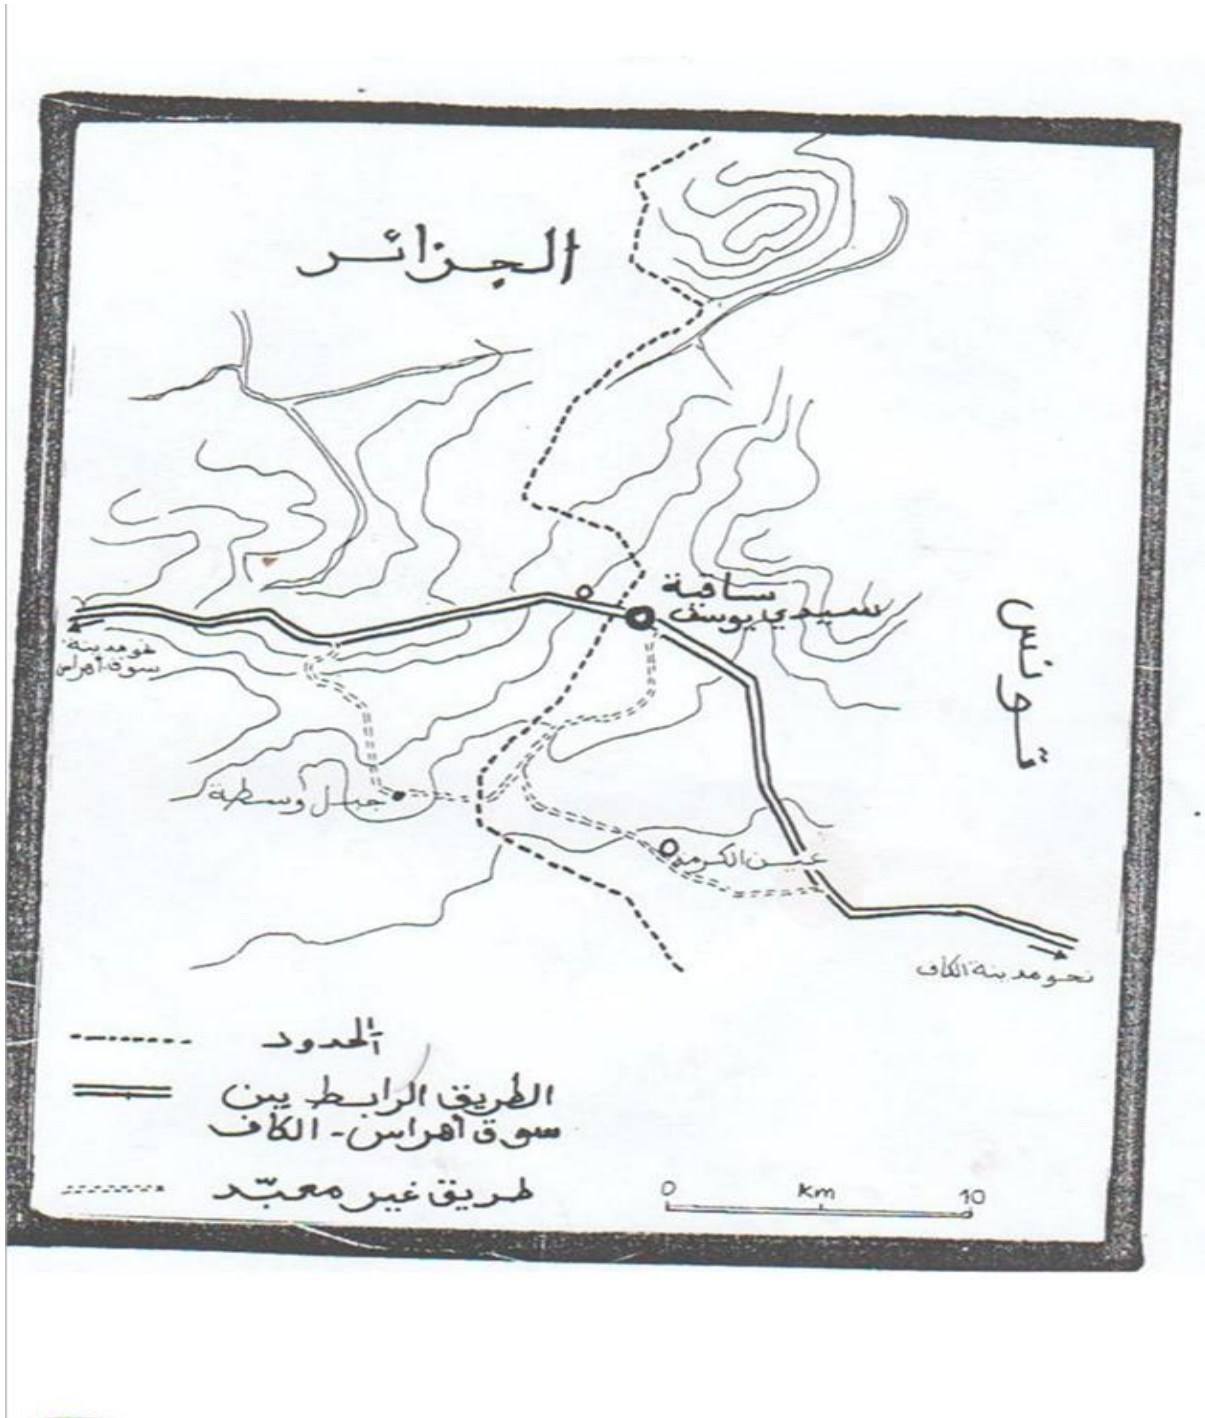 الجزائر
ساقية
سيدي يوسف
تونس
نحو مدينة
سوق أهراس
جبل وسطة
عين الكرمة
نحو مدينة الكاف
الحدود
الطريق الرابط بين
سوق أهراس - الكاف
طريق غير معبّد
0 Km 10